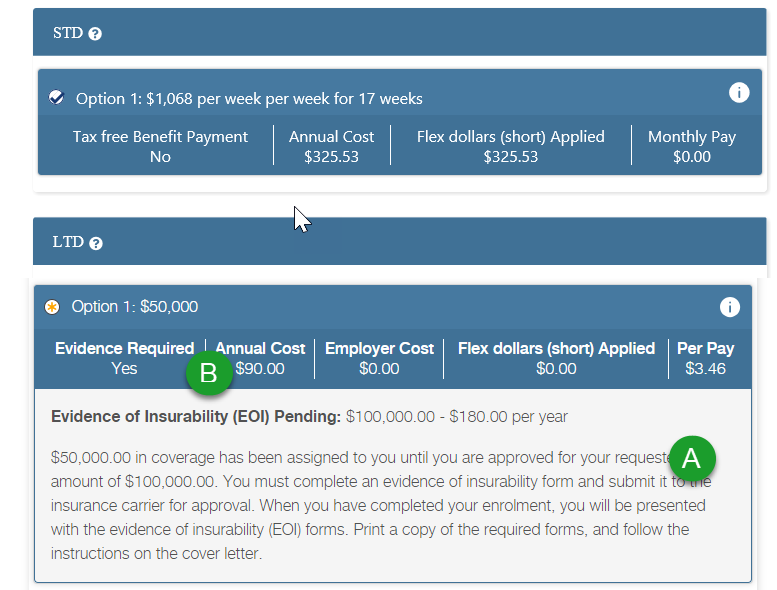 STD ?
Option 1: $1,068 per week per week for 17 weeks i
Tax free Benefit Payment Annual Cost Flex dollars (short) Applied Monthly Pay
No $325.53 $325.53 $0.00
LTD ?
Option 1: $50,000 i
Evidence Required Annual Cost Employer Cost Flex dollars (short) Applied Per Pay
Yes B $90.00 $0.00 $0.00 $3.46
Evidence of Insurability (EOI) Pending: $100,000.00 - $180.00 per year
$50,000.00 in coverage has been assigned to you until you are approved for your A
amount of $100,000.00. You must complete an evidence of insurability form and submit it to the
insurance carrier for approval. When you have completed your enrolment, you will be presented
with the evidence of insurability (EOI) forms. Print a copy of the required forms, and follow the
instructions on the cover letter.